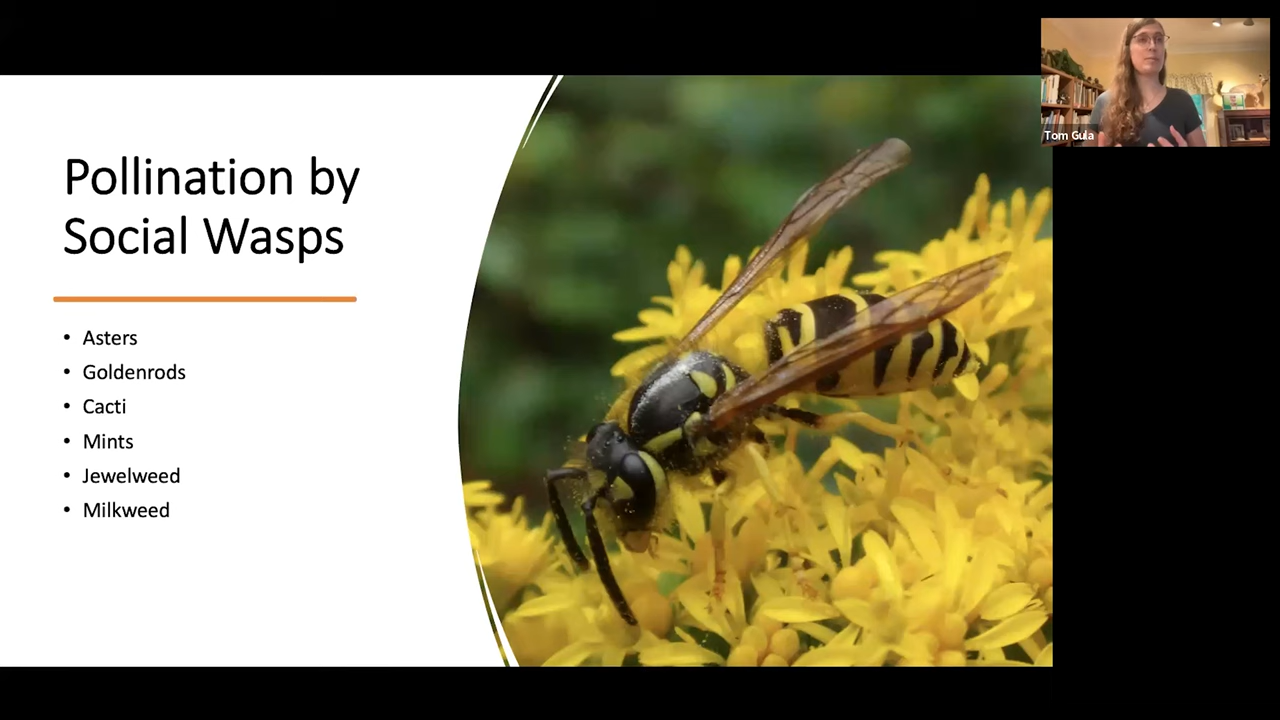 Pollination by
Social Wasps
• Asters
• Goldenrods
• Cacti
• Mints
• Jewelweed
• Milkweed
Tom Gula